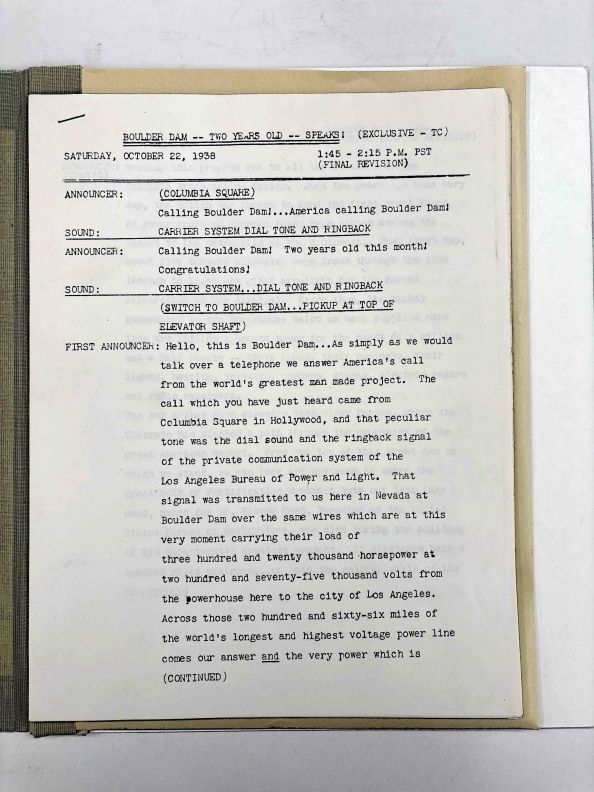 BOULDER DAM -- TWO YEARS OLD -- SPEAKS! (EXCLUSIVE - TC)
SATURDAY, OCTOBER 22, 1938 1:45 - 2:15 P.M. PST
(FINAL REVISION)
ANNOUNCER: (COLUMBIA SQUARE)
Calling Boulder Dam!...America calling Boulder Dam!
SOUND: CARRIER SYSTEM DIAL TONE AND RINGBACK
ANNOUNCER: Calling Boulder Dam! Two years old this month!
Congratulations!
SOUND: CARRIER SYSTEM...DIAL TONE AND RINGBACK
(SWITCH TO BOULDER DAM...PICKUP AT TOP OF
ELEVATOR SHAFT)
FIRST ANNOUNCER: Hello, this is Boulder Dam...As simply as we would
talk over a telephone we answer America's call
from the world's greatest man made project. The
call which you have just heard came from
Columbia Square in Hollywood, and that peculiar
tone was the dial sound and the ringback signal
of the private communication system of the
Los Angeles Bureau of Power and Light. That
signal was transmitted to us here in Nevada at
Boulder Dam over the same wires which are at this
very moment carrying their load of
three hundred and twenty thousand horsepower at
two hundred and seventy-five thousand volts from
the powerhouse here to the city of Los Angeles.
Across those two hundred and sixty-six miles of
the world's longest and highest voltage power line
comes our answer and the very power which is
(CONTINUED)